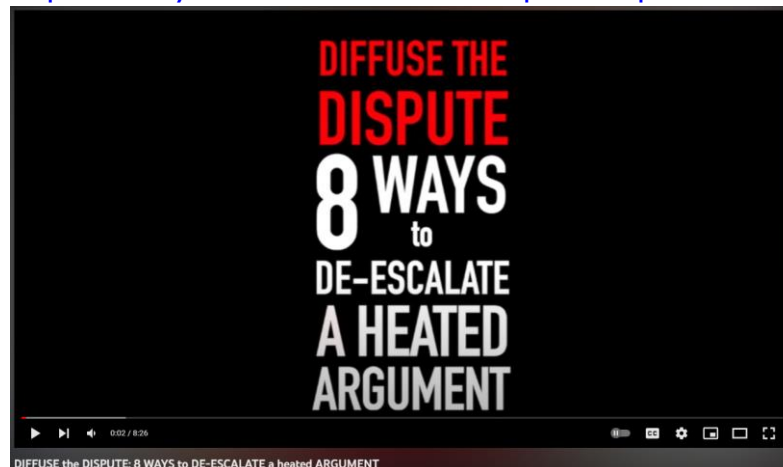 DIFFUSE THE
DISPUTE
8 WAYS
to
DE-ESCALATE
A HEATED
ARGUMENT
0:02 / 8:26
CC
DIFFUSE the DISPUTE: 8 WAYS to DE-ESCALATE a heated ARGUMENT